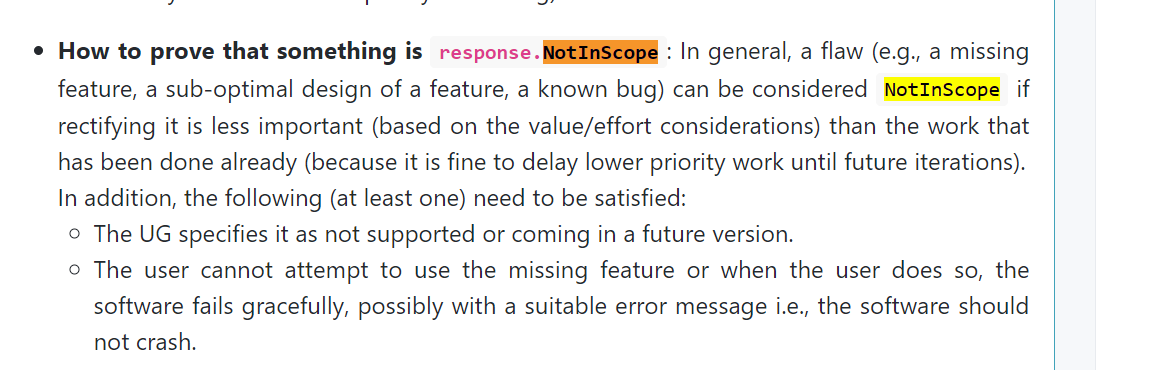 • How to prove that something is response.NotInScope : In general, a flaw (e.g., a missing
feature, a sub-optimal design of a feature, a known bug) can be considered NotInScope if
rectifying it is less important (based on the value/effort considerations) than the work that
has been done already (because it is fine to delay lower priority work until future iterations).
In addition, the following (at least one) need to be satisfied:
○ The UG specifies it as not supported or coming in a future version.
○ The user cannot attempt to use the missing feature or when the user does so, the
software fails gracefully, possibly with a suitable error message i.e., the software should
not crash.